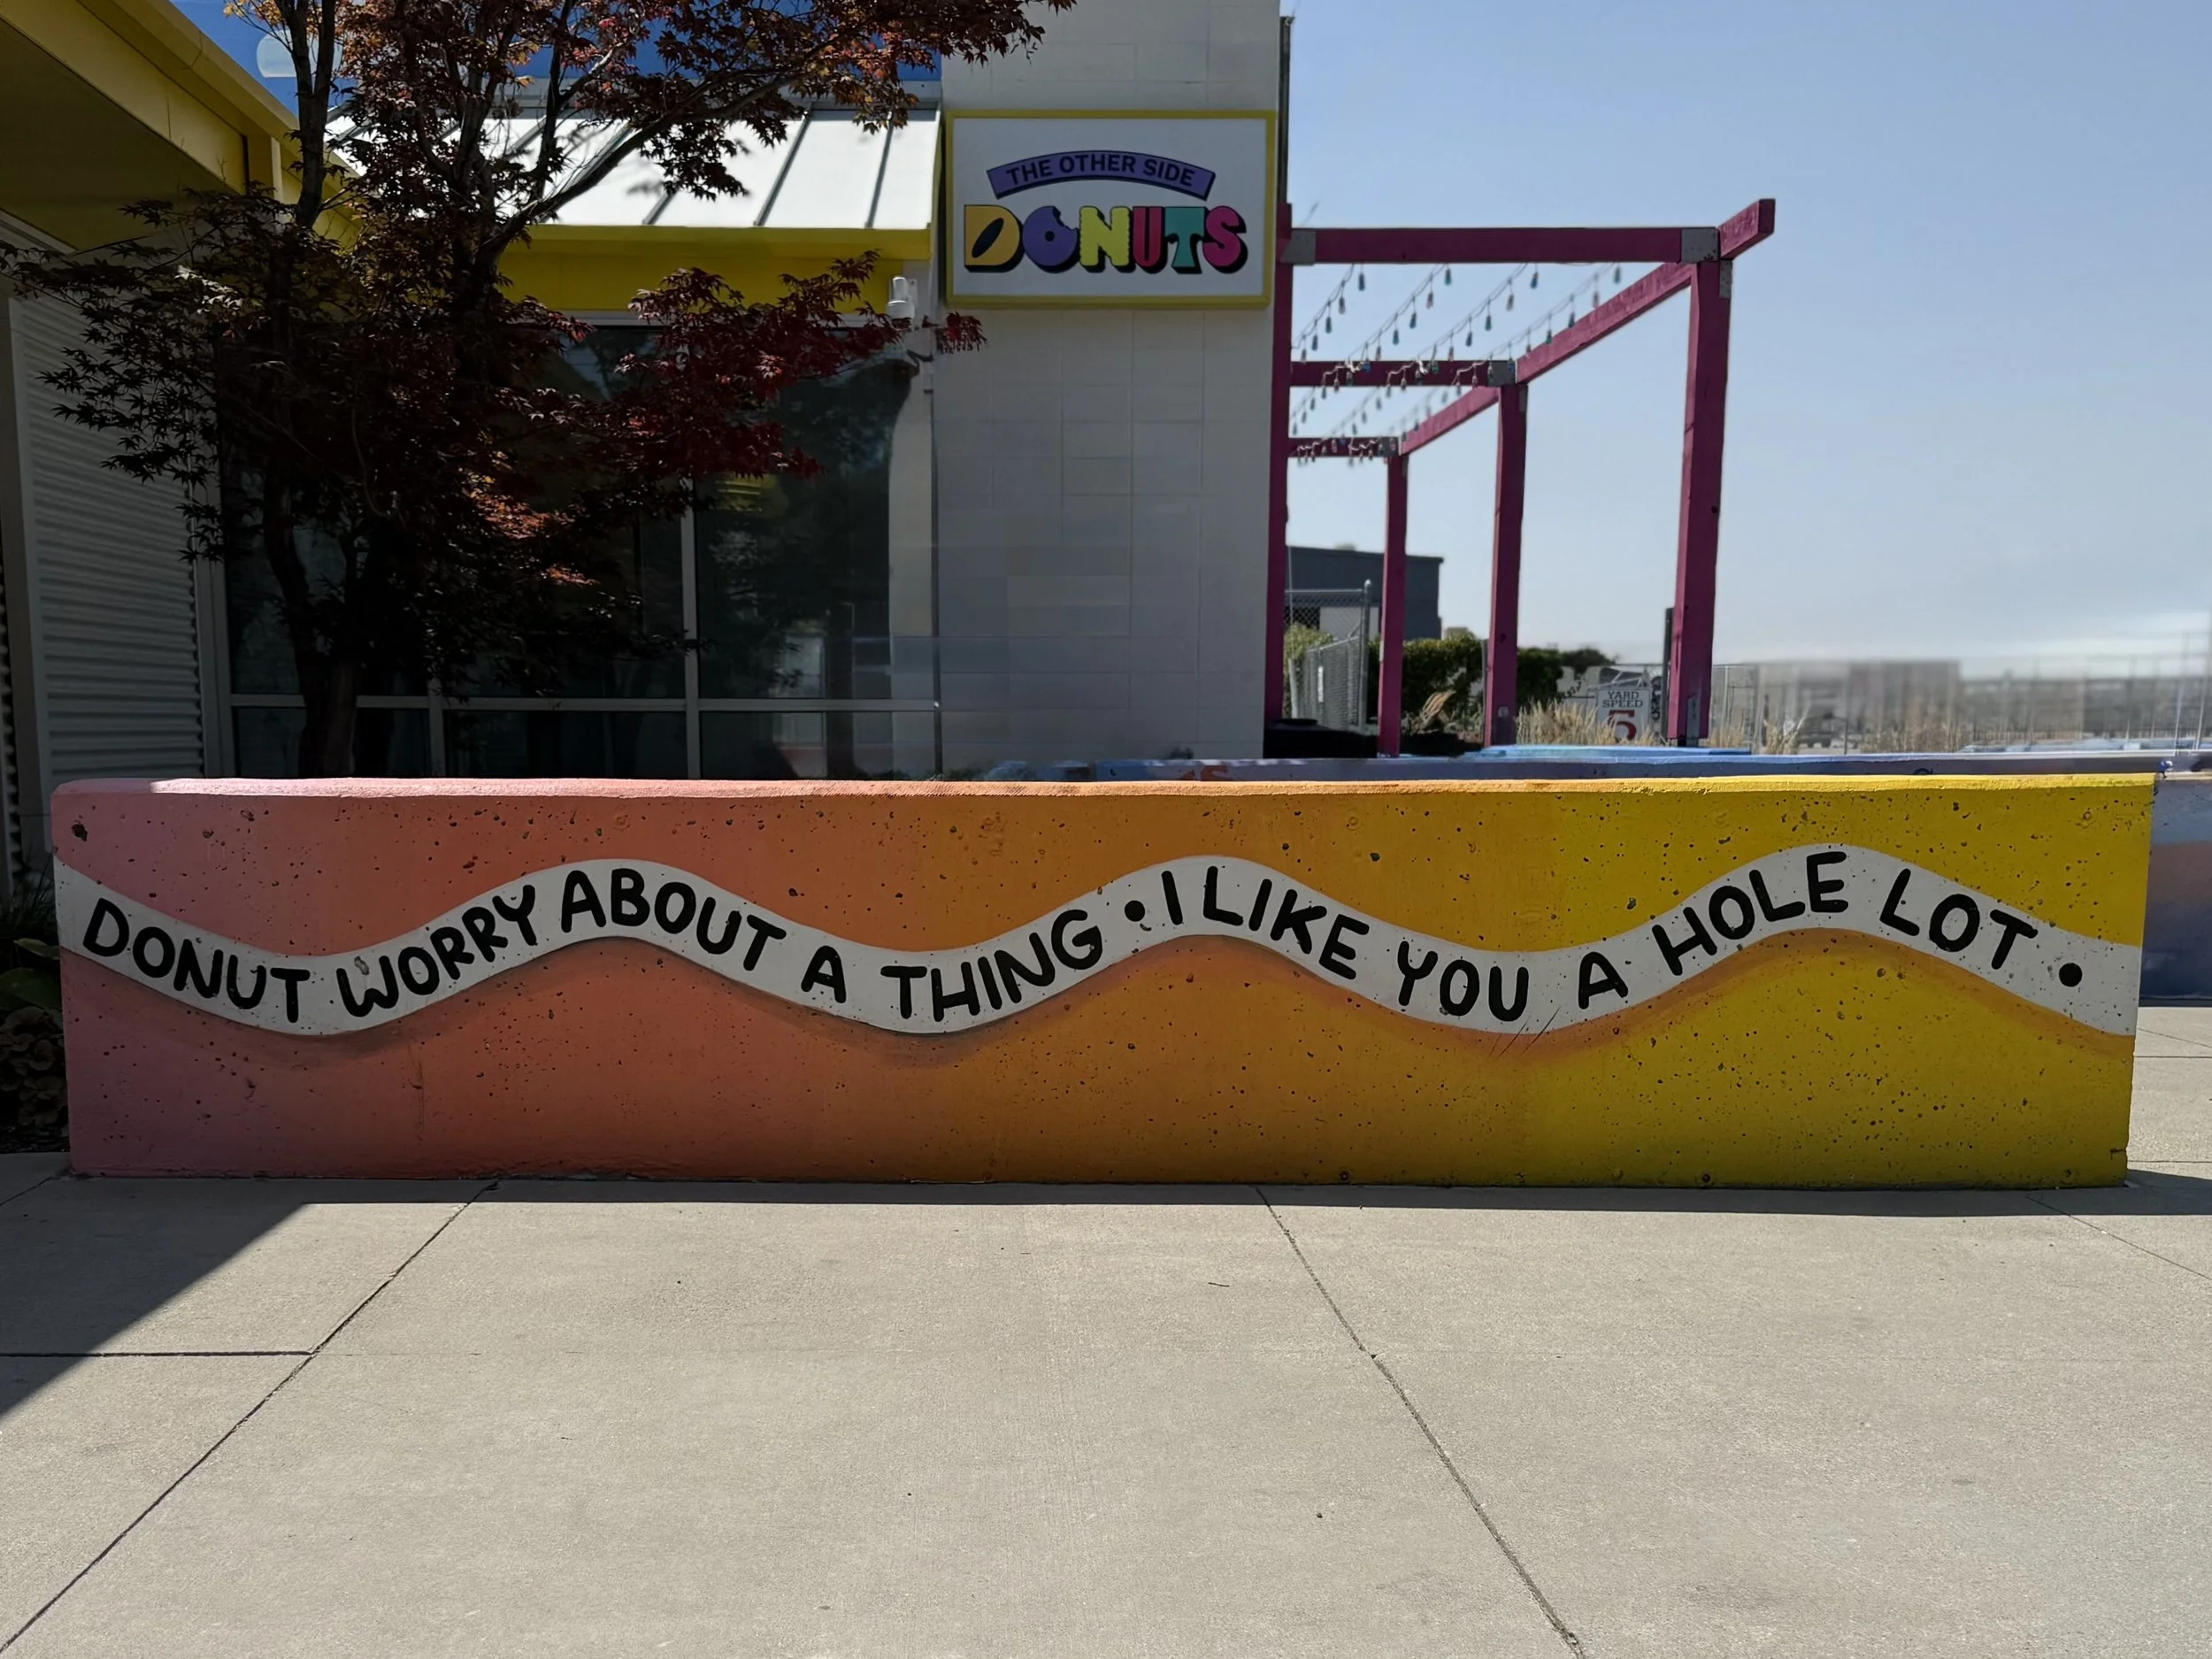 THE OTHER SIDE
DONUTS
YARD
SPEED
5
DONUT WORRY ABOUT A THING • I LIKE YOU A HOLE LOT •